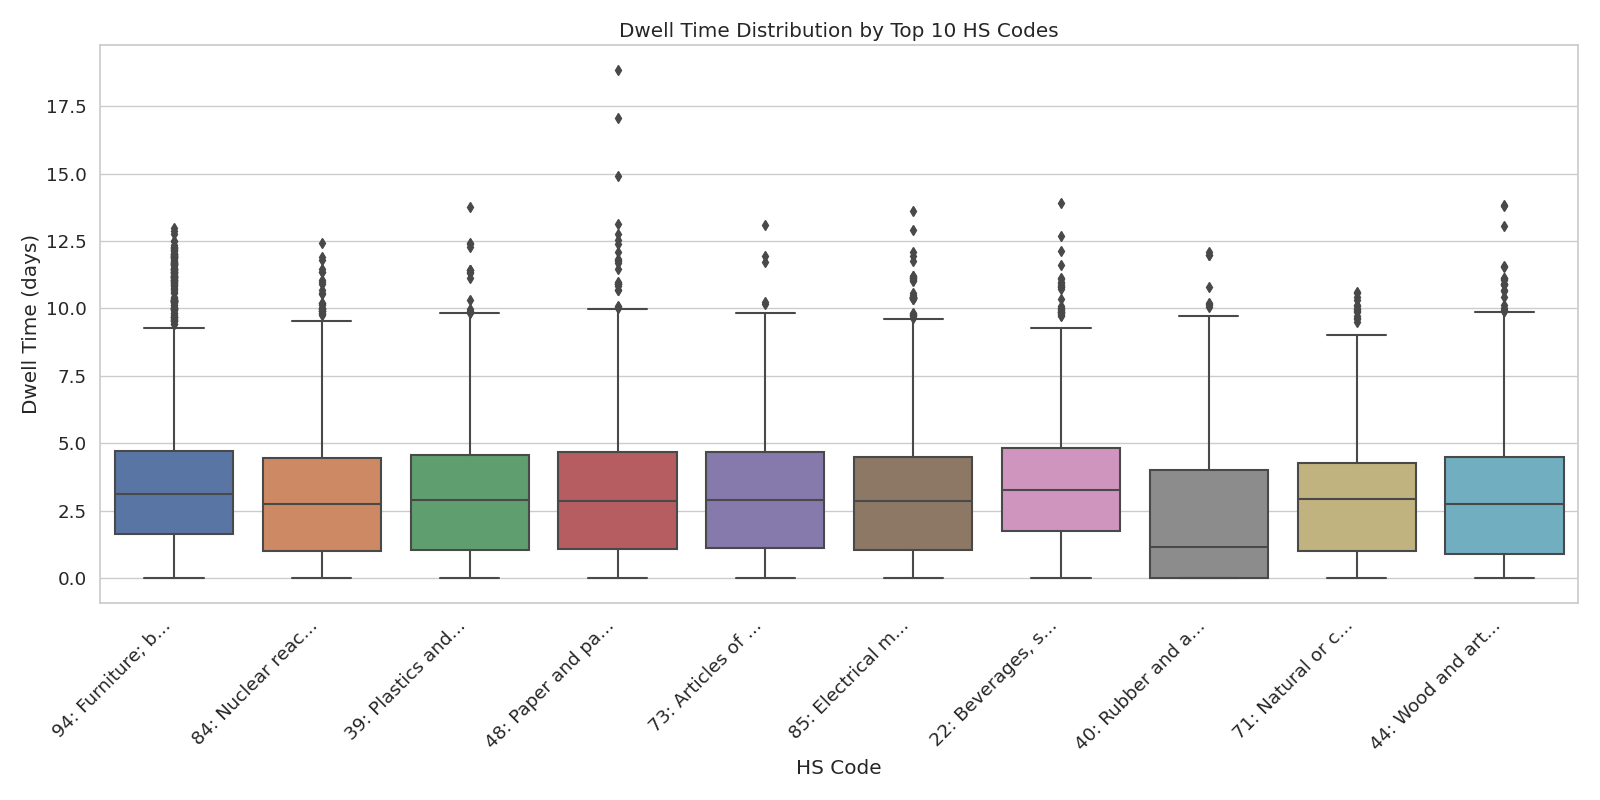 Dwell Time Distribution by Top 10 HS Codes
Dwell Time (days)
17.5
15.0
12.5
10.0
7.5
5.0
2.5
0.0
94: Furniture; b...
84: Nuclear reac...
39: Plastics and...
48: Paper and pa...
73: Articles of ...
85: Electrical m...
22: Beverages, s...
40: Rubber and a...
71: Natural or c...
44: Wood and art...
HS Code